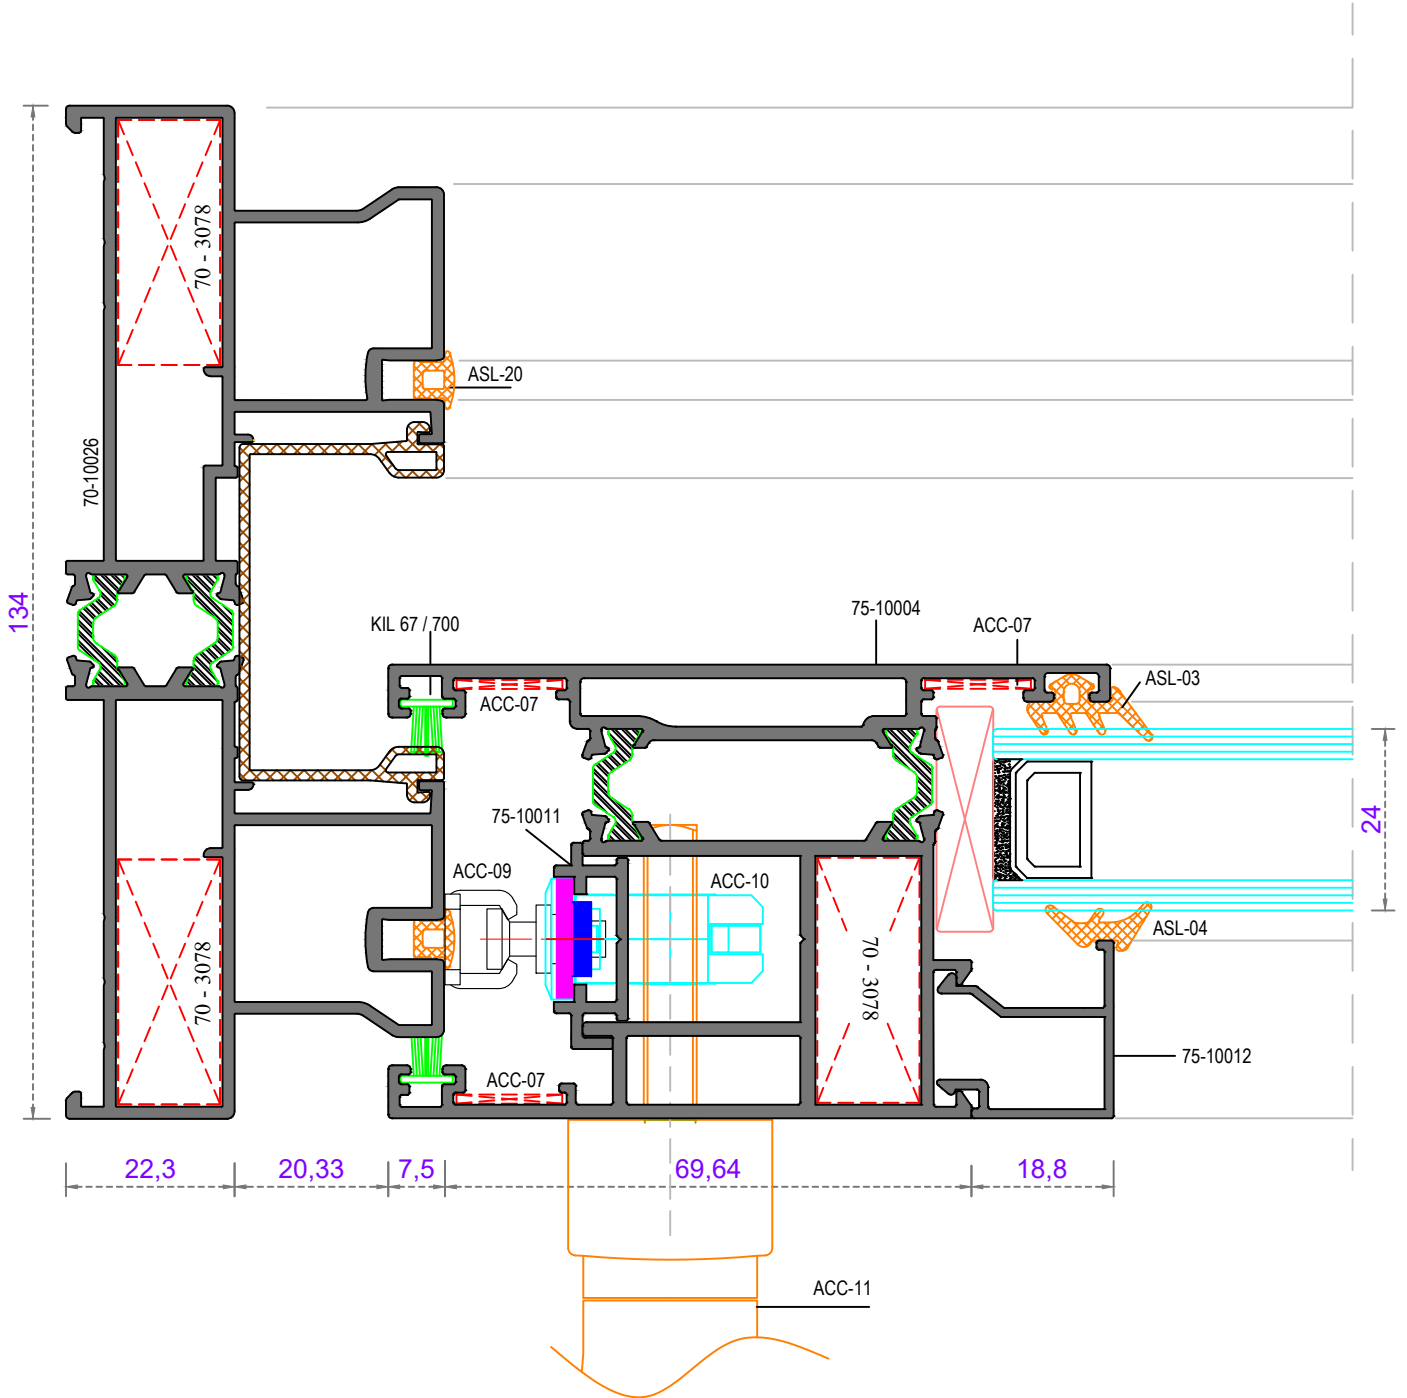 70 - 3078
ASL-20
70-10026
134
KIL 67 / 700
75-10004
ACC-07
ACC-07
ASL-03
75-10011
ACC-09
ACC-10
24
ASL-04
70 - 3078
70 - 3078
75-10012
ACC-07
22,3
20,33
7,5
69,64
18,8
ACC-11